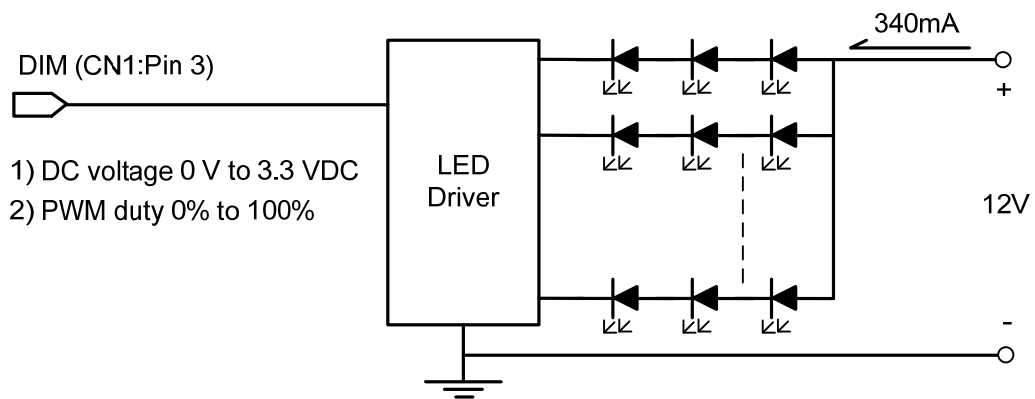 340mA
DIM (CN1:Pin 3)
+
1) DC voltage 0 V to 3.3 VDC
2) PWM duty 0% to 100%
LED
Driver
12V
-